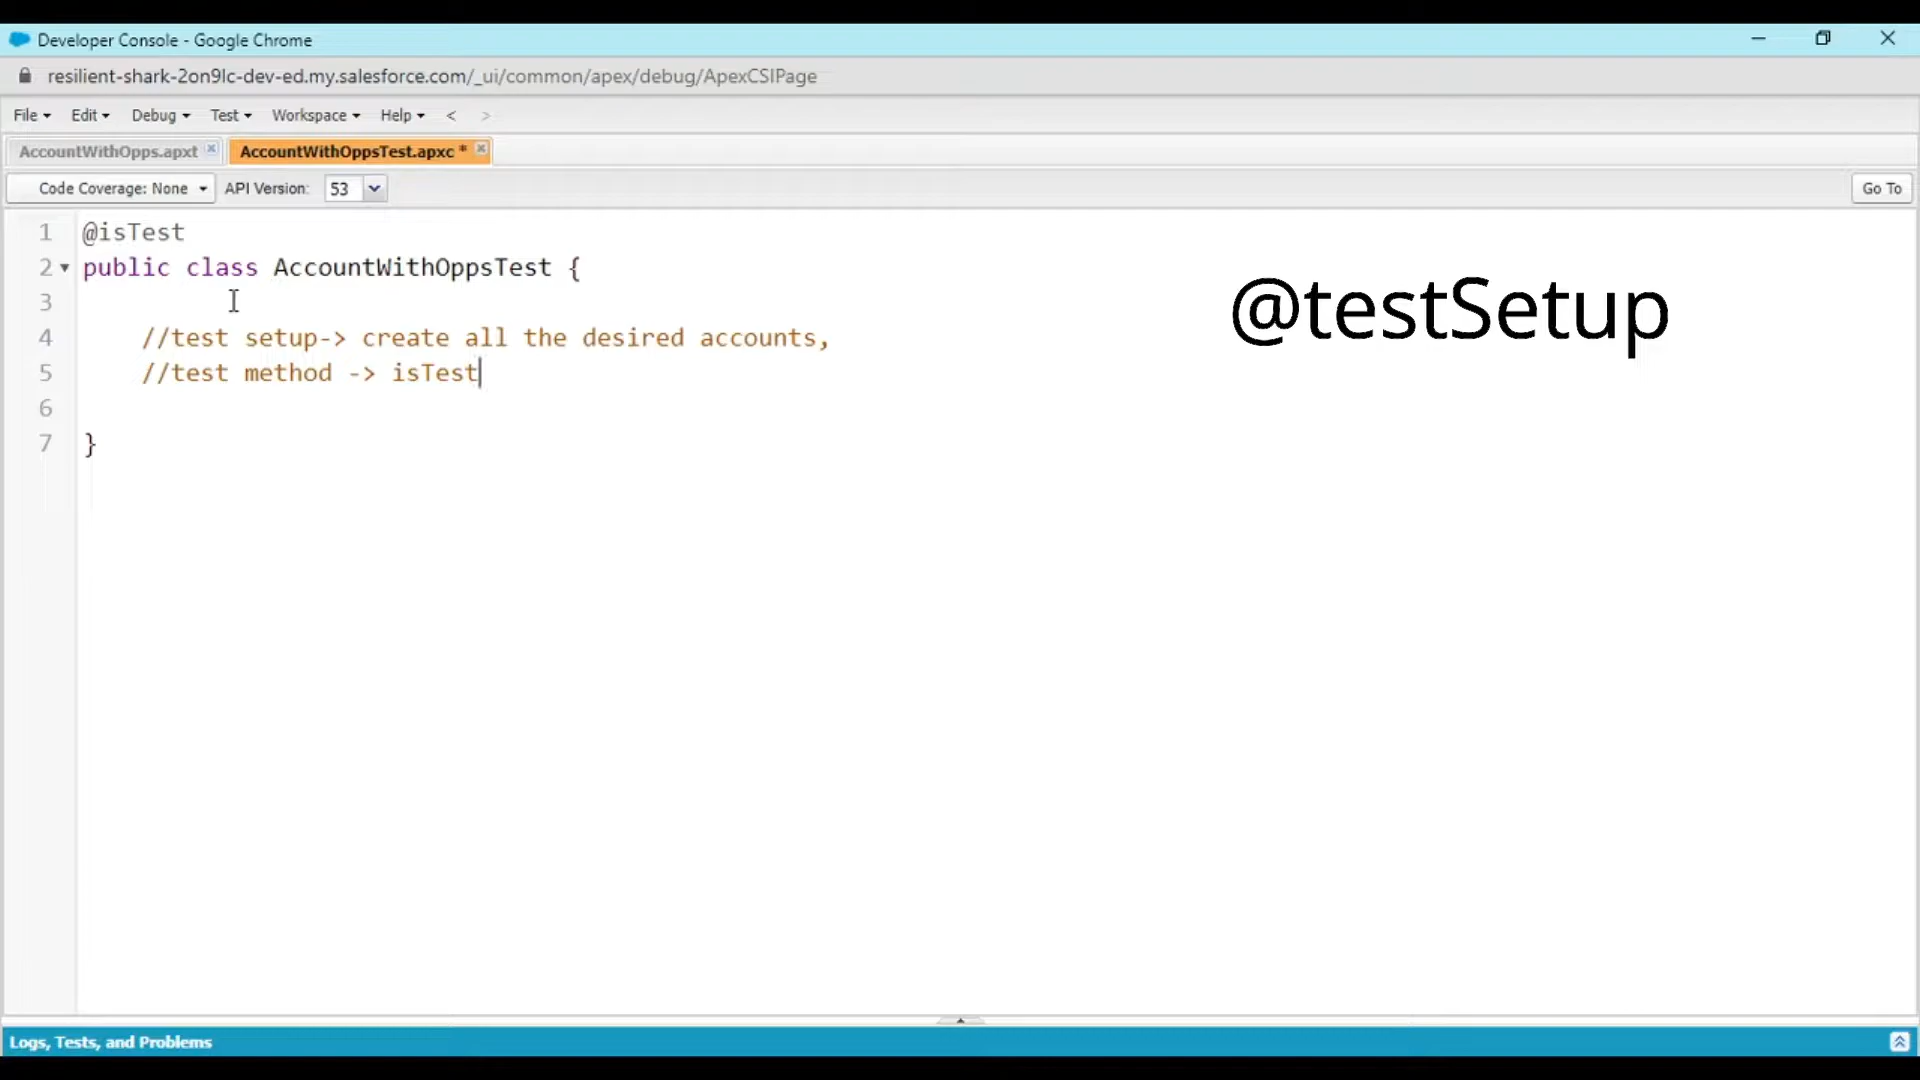 Developer Console - Google Chrome
resilient-shark-2on9lc-dev-ed.my.salesforce.com/_ui/common/apex/debug/ApexCSIPage
File Edit Debug Test Workspace Help < >
AccountWithOpps.apxt AccountWithOppsTest.apxc *
Code Coverage: None API Version: 53 Go To
1 @isTest
2 public class AccountWithOppsTest {
3
4 //test setup-> create all the desired accounts,
5 //test method -> isTest
6
7 }
@testSetup
Logs, Tests, and Problems